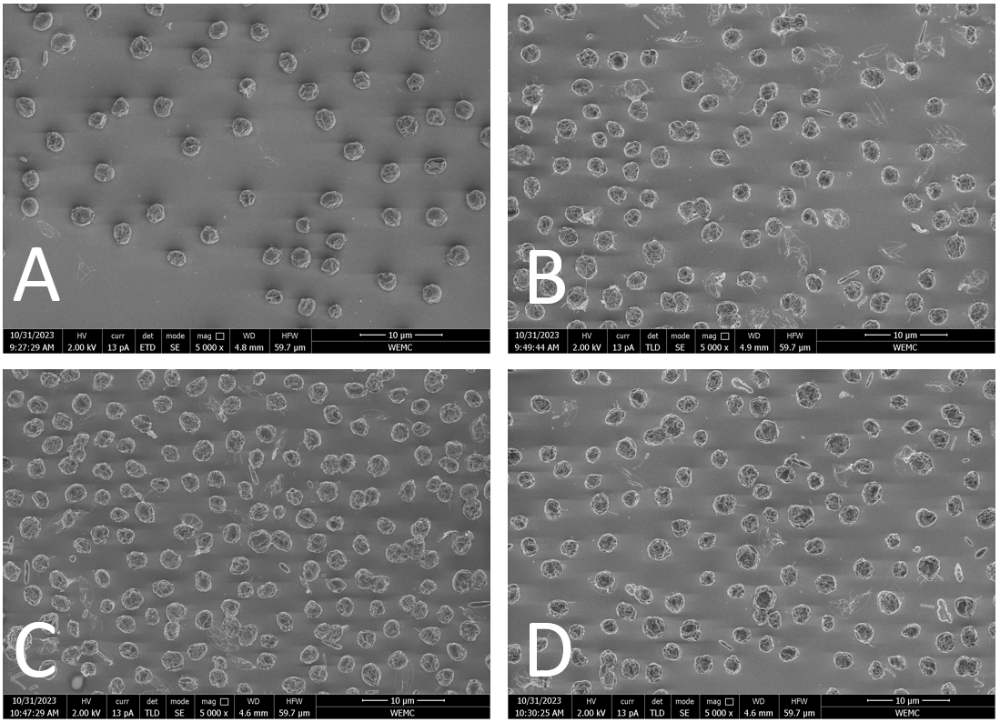 A
10/31/2023 HV curr det mode mag WD HFW 10 µm
9:27:29 AM 2.00 kV 13 pA ETD SE 5 000 x 4.8 mm 59.7 µm WEMC
B
10/31/2023 HV curr det mode mag WD HFW 10 µm
9:49:44 AM 2.00 kV 13 pA TLD SE 5 000 x 4.9 mm 59.7 µm WEMC
C
10/31/2023 HV curr det mode mag WD HFW 10 µm
10:47:29 AM 2.00 kV 13 pA TLD SE 5 000 x 4.6 mm 59.7 µm WEMC
D
10/31/2023 HV curr det mode mag WD HFW 10 µm
10:30:25 AM 2.00 kV 13 pA TLD SE 5 000 x 4.6 mm 59.7 µm WEMC